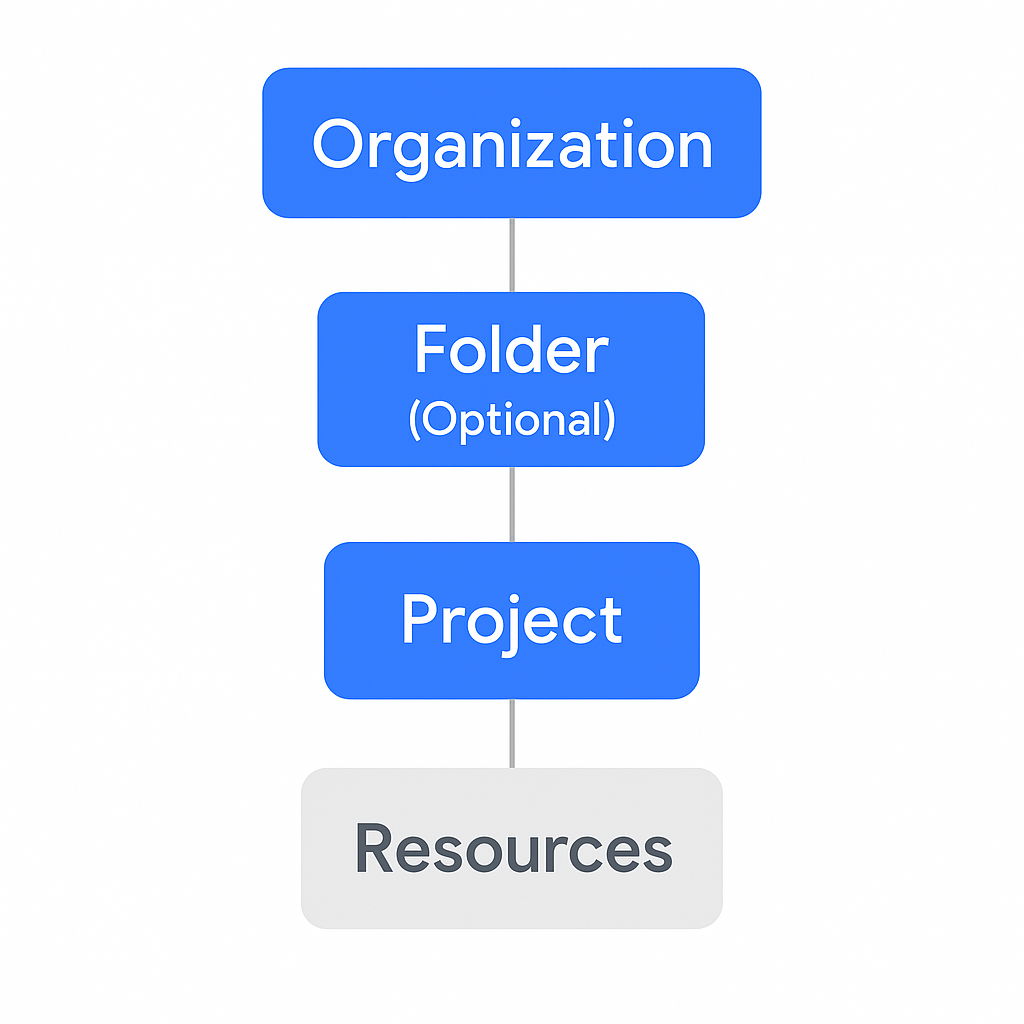 Organization
Folder
(Optional)
Project
Resources